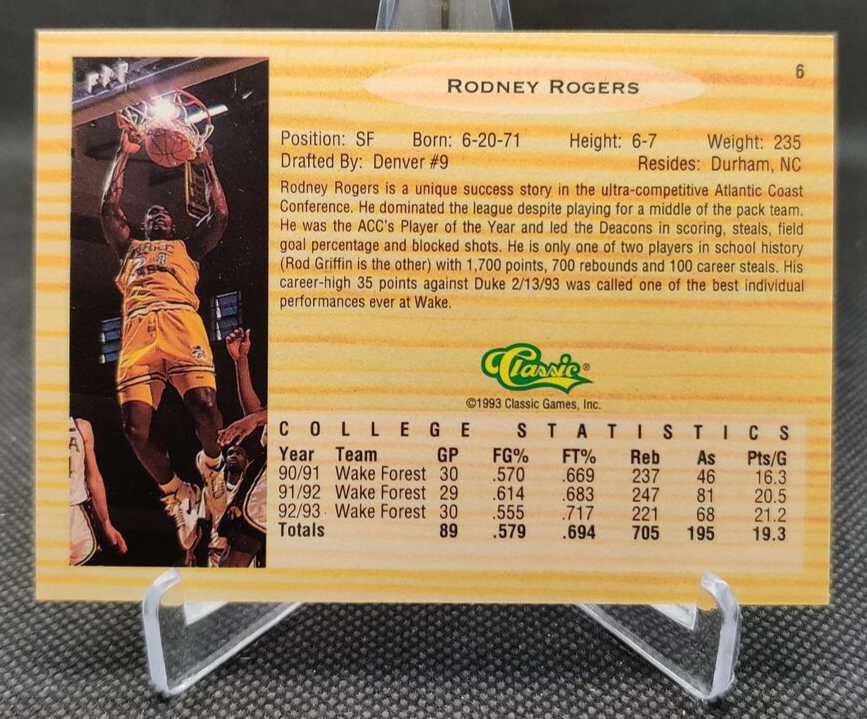 6
RODNEY ROGERS
Position: SF Born: 6-20-71 Height: 6-7 Weight: 235
Drafted By: Denver #9 Resides: Durham, NC
Rodney Rogers is a unique success story in the ultra-competitive Atlantic Coast
Conference. He dominated the league despite playing for a middle of the pack team.
He was the ACC's Player of the Year and led the Deacons in scoring, steals, field
goal percentage and blocked shots. He is only one of two players in school history
(Rod Griffin is the other) with 1,700 points, 700 rebounds and 100 career steals. His
career-high 35 points against Duke 2/13/93 was called one of the best individual
performances ever at Wake.
Classic®
©1993 Classic Games, Inc.
COLLEGE STATISTICS
Year Team GP FG% FT% Reb As Pts/G
90/91 Wake Forest 30 .570 .669 237 46 16.3
91/92 Wake Forest 29 .614 .683 247 81 20.5
92/93 Wake Forest 30 .555 .717 221 68 21.2
Totals 89 .579 .694 705 195 19.3